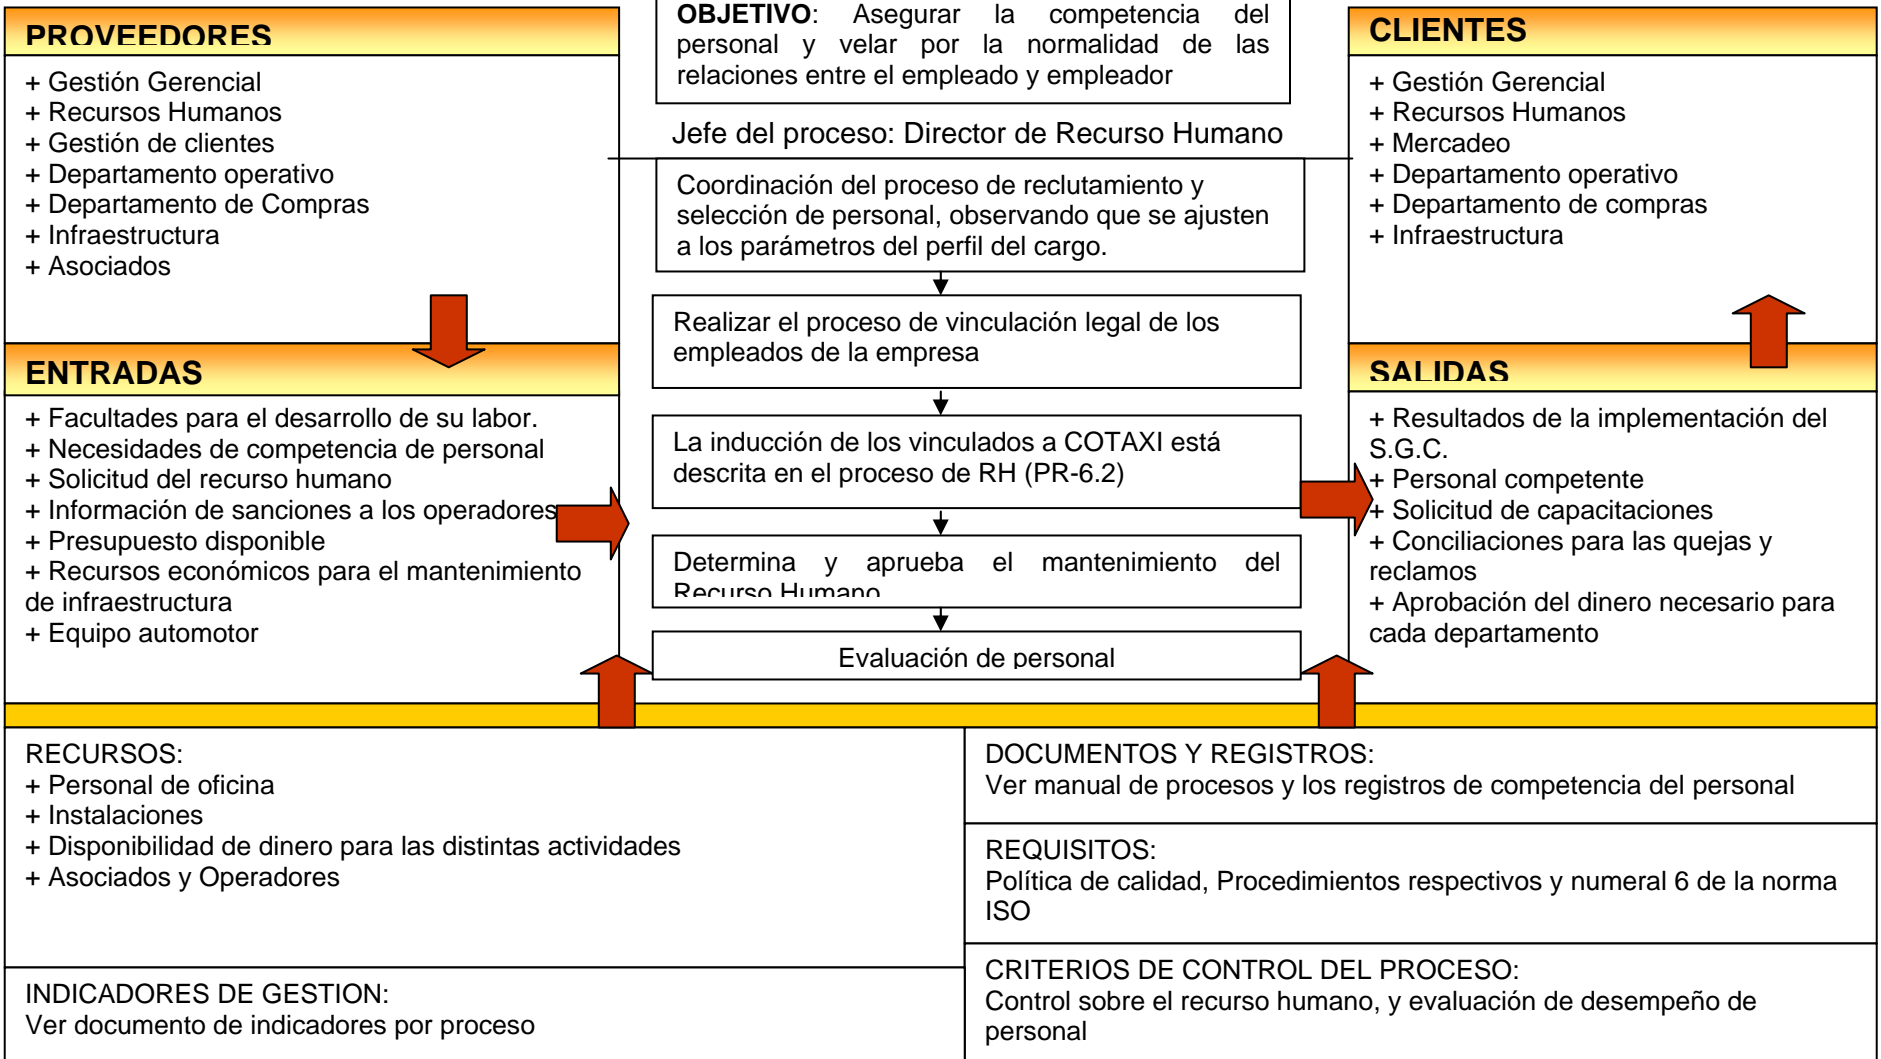 PROVEEDORES
+ Gestión Gerencial
+ Recursos Humanos
+ Gestión de clientes
+ Departamento operativo
+ Departamento de Compras
+ Infraestructura
+ Asociados
ENTRADAS
+ Facultades para el desarrollo de su labor.
+ Necesidades de competencia de personal
+ Solicitud del recurso humano
+ Información de sanciones a los operadores
+ Presupuesto disponible
+ Recursos económicos para el mantenimiento
de infraestructura
+ Equipo automotor
OBJETIVO: Asegurar la competencia del
personal y velar por la normalidad de las
relaciones entre el empleado y empleador
Jefe del proceso: Director de Recurso Humano
Coordinación del proceso de reclutamiento y
selección de personal, observando que se ajusten
a los parámetros del perfil del cargo.
Realizar el proceso de vinculación legal de los
empleados de la empresa
La inducción de los vinculados a COTAXI está
descrita en el proceso de RH (PR-6.2)
Determina y aprueba el mantenimiento del
Recurso Humano
Evaluación de personal
CLIENTES
+ Gestión Gerencial
+ Recursos Humanos
+ Mercadeo
+ Departamento operativo
+ Departamento de compras
+ Infraestructura
SALIDAS
+ Resultados de la implementación del
S.G.C.
+ Personal competente
+ Solicitud de capacitaciones
+ Conciliaciones para las quejas y
reclamos
+ Aprobación del dinero necesario para
cada departamento
RECURSOS:
+ Personal de oficina
+ Instalaciones
+ Disponibilidad de dinero para las distintas actividades
+ Asociados y Operadores
INDICADORES DE GESTION:
Ver documento de indicadores por proceso
DOCUMENTOS Y REGISTROS:
Ver manual de procesos y los registros de competencia del personal
REQUISITOS:
Política de calidad, Procedimientos respectivos y numeral 6 de la norma
ISO
CRITERIOS DE CONTROL DEL PROCESO:
Control sobre el recurso humano, y evaluación de desempeño de
personal